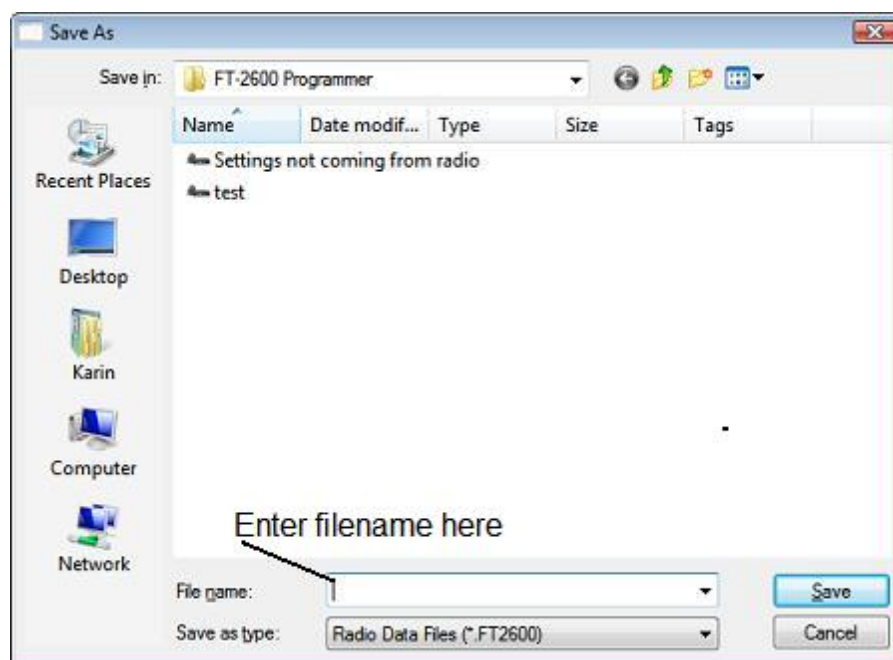 Save As
Save in: FT-2600 Programmer
Name Date modif... Type Size Tags
Settings not coming from radio
test
Recent Places
Desktop
Karin
Computer
Network
Enter filename here
File name: Save
Save as type: Radio Data Files (*.FT2600) Cancel